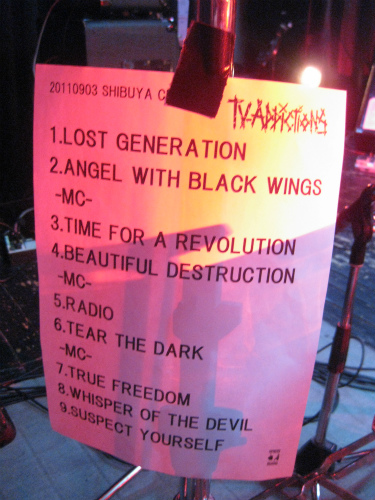 20110903 SHIBUYA C
TV-ADDICTIONS
1.LOST GENERATION
2.ANGEL WITH BLACK WINGS
-MC-
3.TIME FOR A REVOLUTION
4.BEAUTIFUL DESTRUCTION
-MC-
5.RADIO
6.TEAR THE DARK
-MC-
7.TRUE FREEDOM
8.WHISPER OF THE DEVIL
9.SUSPECT YOURSELF